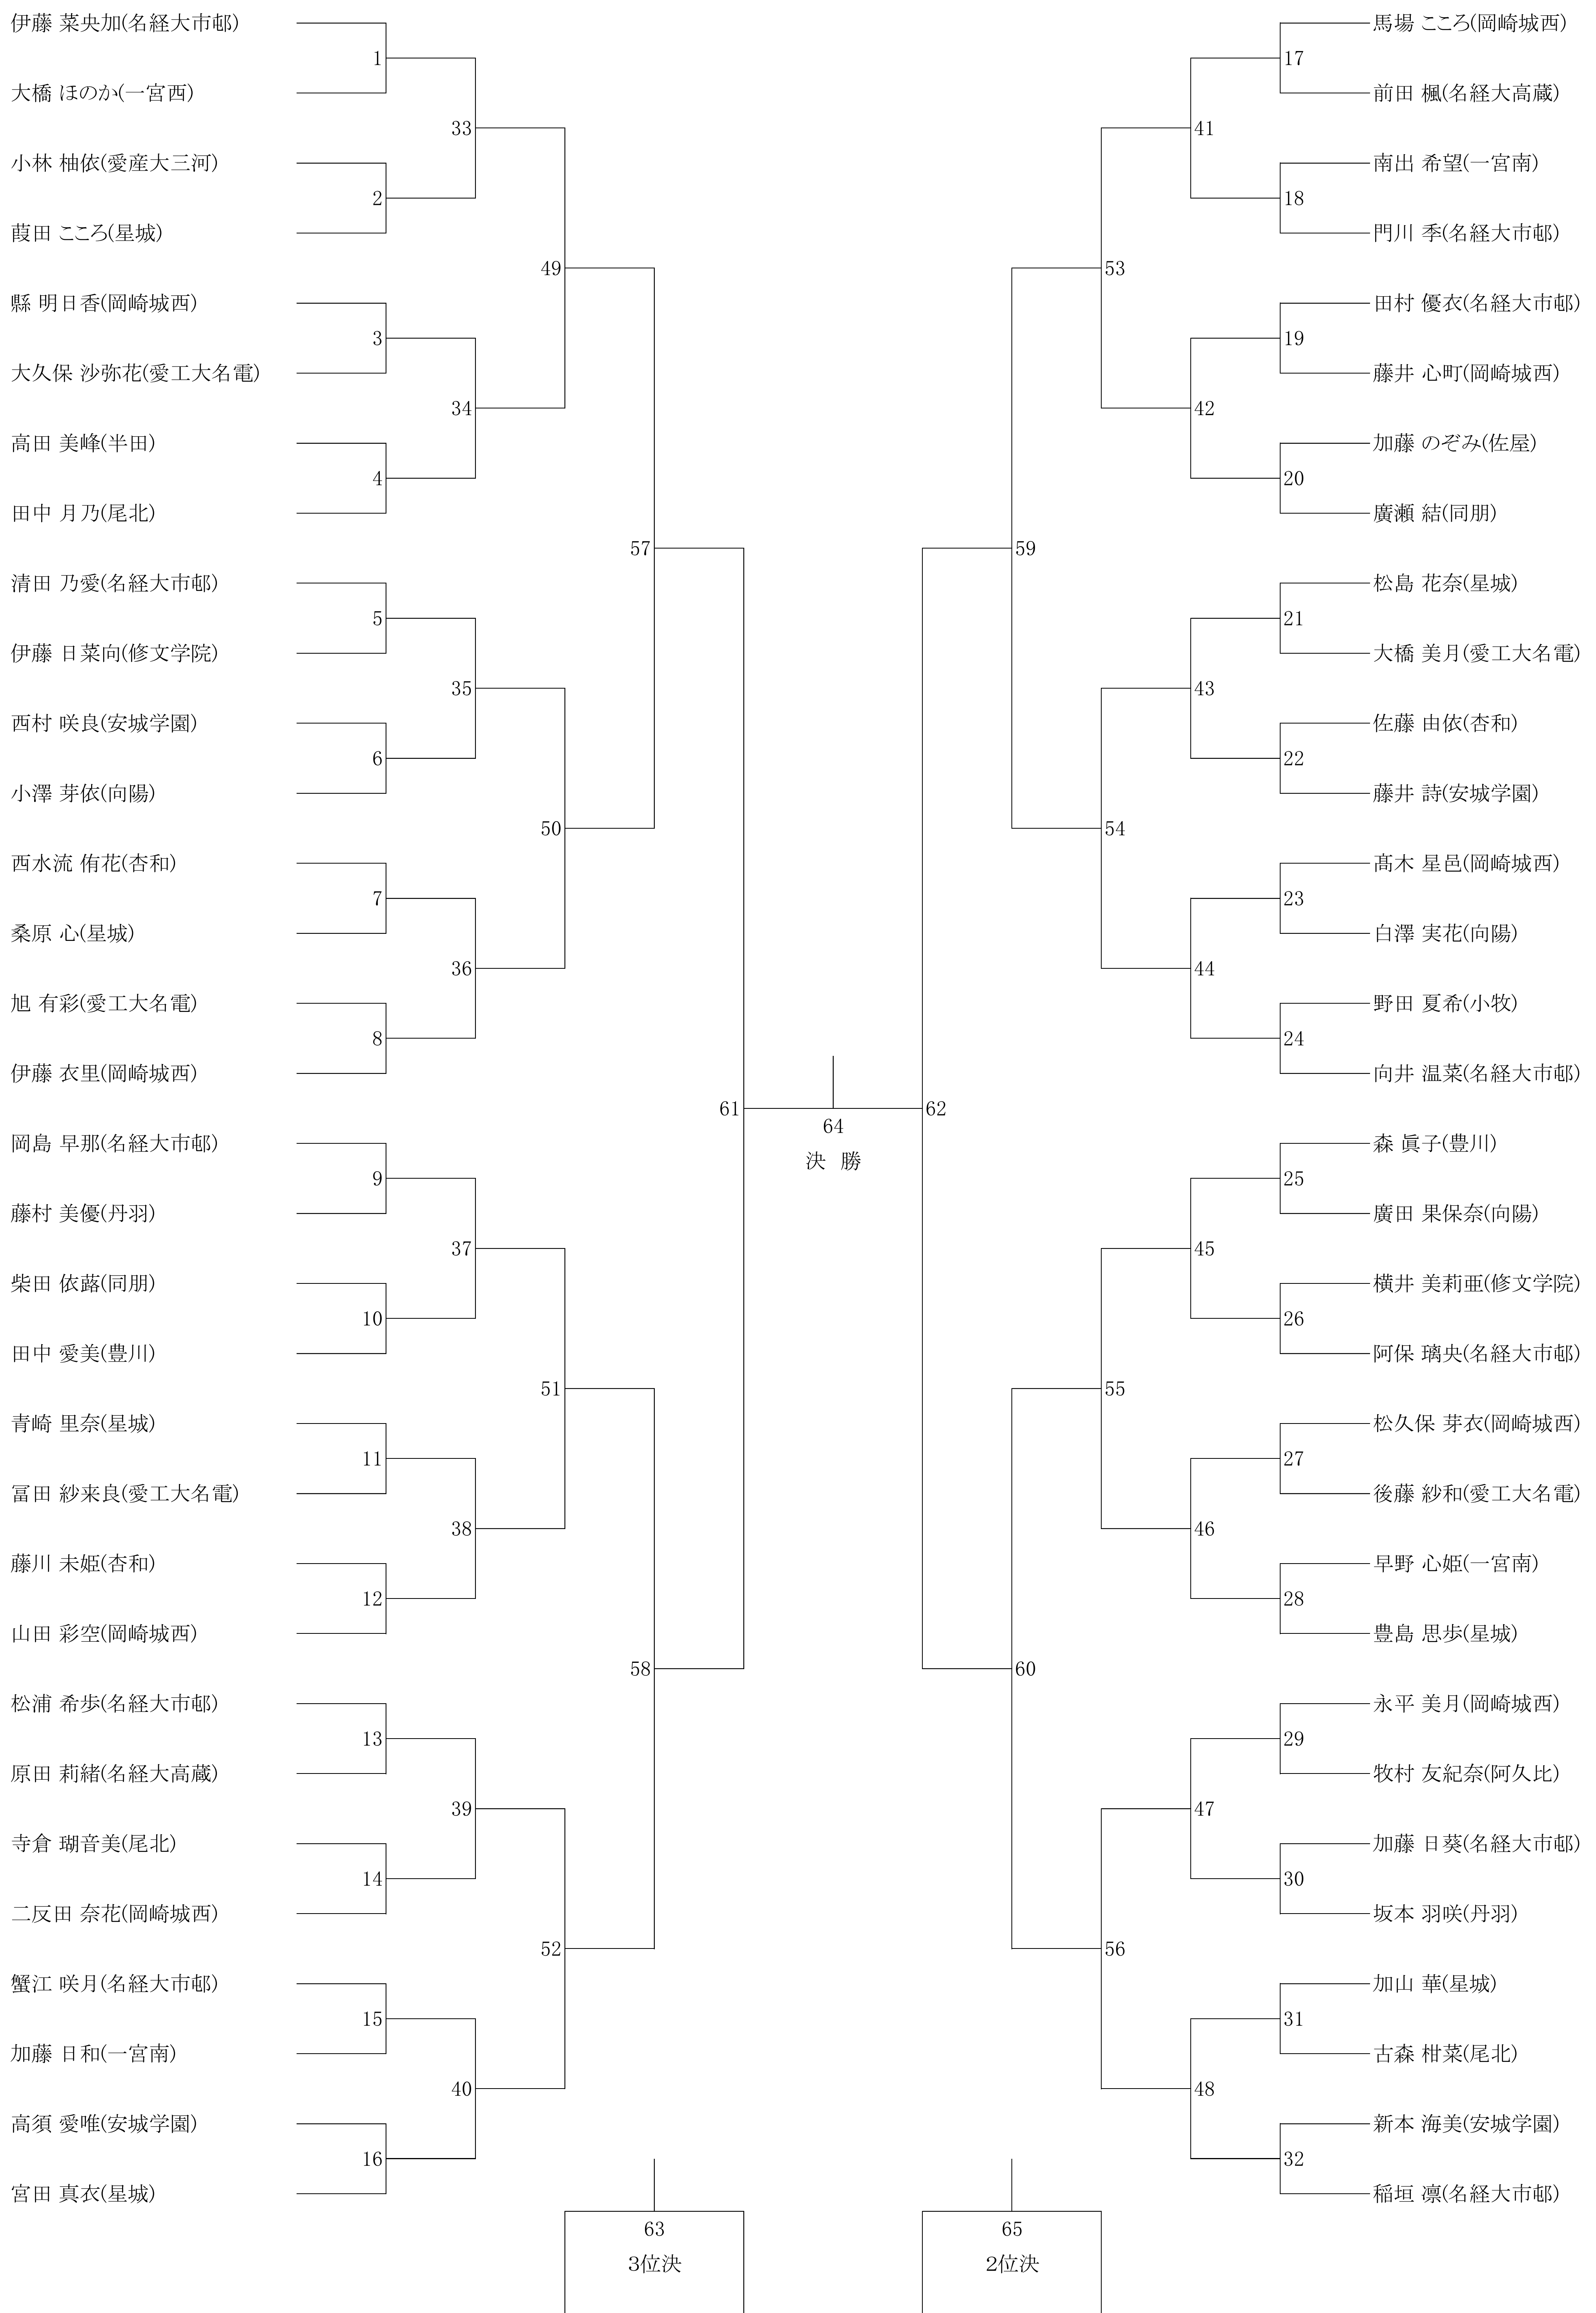 伊藤 菜央加(名経大市邨)
1
大橋 ほのか(一宮西)
33
小林 柚依(愛産大三河)
2
葭田 こころ(星城)
49
縣 明日香(岡崎城西)
3
大久保 沙弥花(愛工大名電)
34
高田 美峰(半田)
4
田中 月乃(尾北)
57
清田 乃愛(名経大市邨)
5
伊藤 日菜向(修文学院)
35
西村 咲良(安城学園)
6
小澤 芽依(向陽)
50
西水流 侑花(杏和)
7
桑原 心(星城)
36
旭 有彩(愛工大名電)
8
伊藤 衣里(岡崎城西)
61
岡島 早那(名経大市邨)
9
藤村 美優(丹羽)
37
柴田 依蕗(同朋)
10
田中 愛美(豊川)
51
青崎 里奈(星城)
11
冨田 紗来良(愛工大名電)
38
藤川 未姫(杏和)
12
山田 彩空(岡崎城西)
58
松浦 希歩(名経大市邨)
13
原田 莉緒(名経大高蔵)
39
寺倉 瑚音美(尾北)
14
二反田 奈花(岡崎城西)
52
蟹江 咲月(名経大市邨)
15
加藤 日和(一宮南)
40
高須 愛唯(安城学園)
16
宮田 真衣(星城)
64
決 勝
馬場 こころ(岡崎城西)
17
前田 楓(名経大高蔵)
41
南出 希望(一宮南)
18
門川 季(名経大市邨)
53
田村 優衣(名経大市邨)
19
藤井 心町(岡崎城西)
42
加藤 のぞみ(佐屋)
20
廣瀬 結(同朋)
59
松島 花奈(星城)
21
大橋 美月(愛工大名電)
43
佐藤 由依(杏和)
22
藤井 詩(安城学園)
54
髙木 星邑(岡崎城西)
23
白澤 実花(向陽)
44
野田 夏希(小牧)
24
向井 温菜(名経大市邨)
62
森 眞子(豊川)
25
廣田 果保奈(向陽)
45
横井 美莉亜(修文学院)
26
阿保 璃央(名経大市邨)
55
松久保 芽衣(岡崎城西)
27
後藤 紗和(愛工大名電)
46
早野 心姫(一宮南)
28
豊島 思歩(星城)
60
永平 美月(岡崎城西)
29
牧村 友紀奈(阿久比)
47
加藤 日葵(名経大市邨)
30
坂本 羽咲(丹羽)
56
加山 華(星城)
31
古森 柑菜(尾北)
48
新本 海美(安城学園)
32
稲垣 凛(名経大市邨)
63
3位決
65
2位決